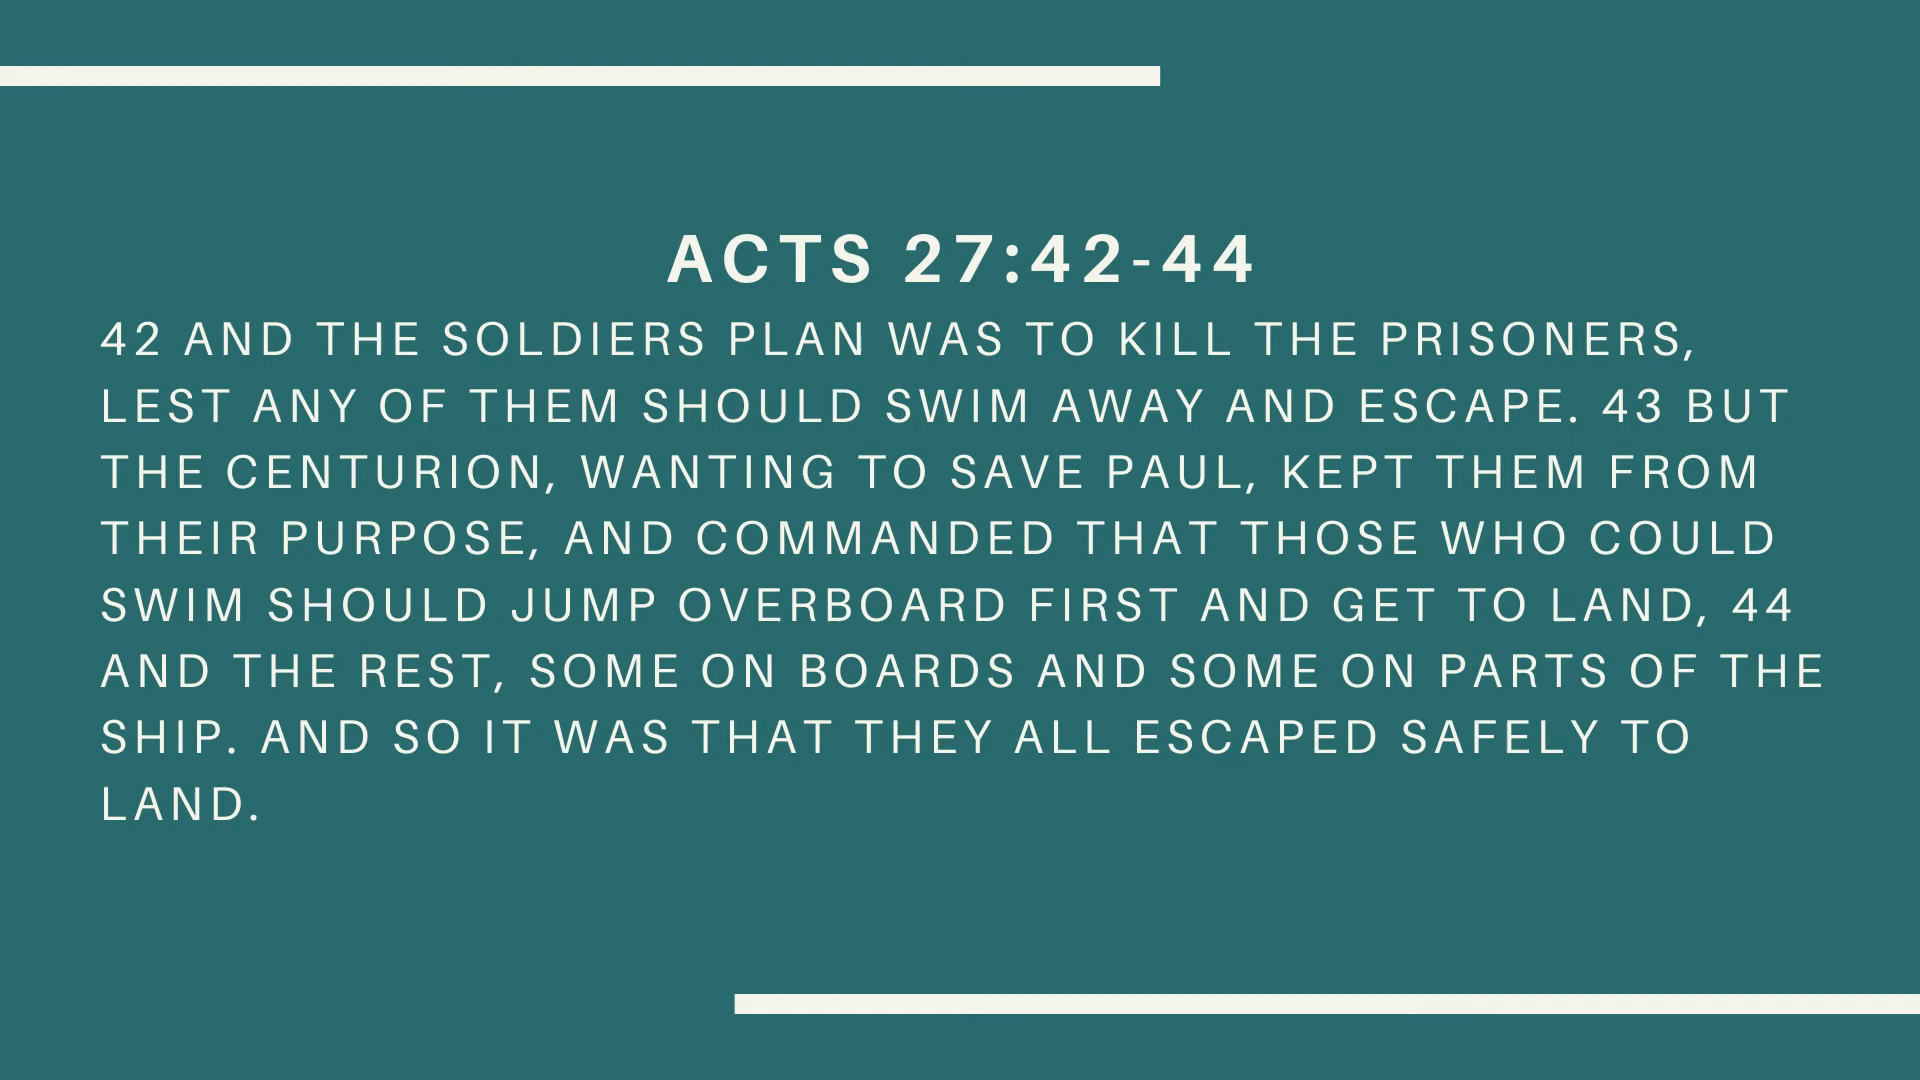 ACTS 27:42-44
42 AND THE SOLDIERS PLAN WAS TO KILL THE PRISONERS,
LEST ANY OF THEM SHOULD SWIM AWAY AND ESCAPE. 43 BUT
THE CENTURION, WANTING TO SAVE PAUL, KEPT THEM FROM
THEIR PURPOSE, AND COMMANDED THAT THOSE WHO COULD
SWIM SHOULD JUMP OVERBOARD FIRST AND GET TO LAND, 44
AND THE REST, SOME ON BOARDS AND SOME ON PARTS OF THE
SHIP. AND SO IT WAS THAT THEY ALL ESCAPED SAFELY TO
LAND.